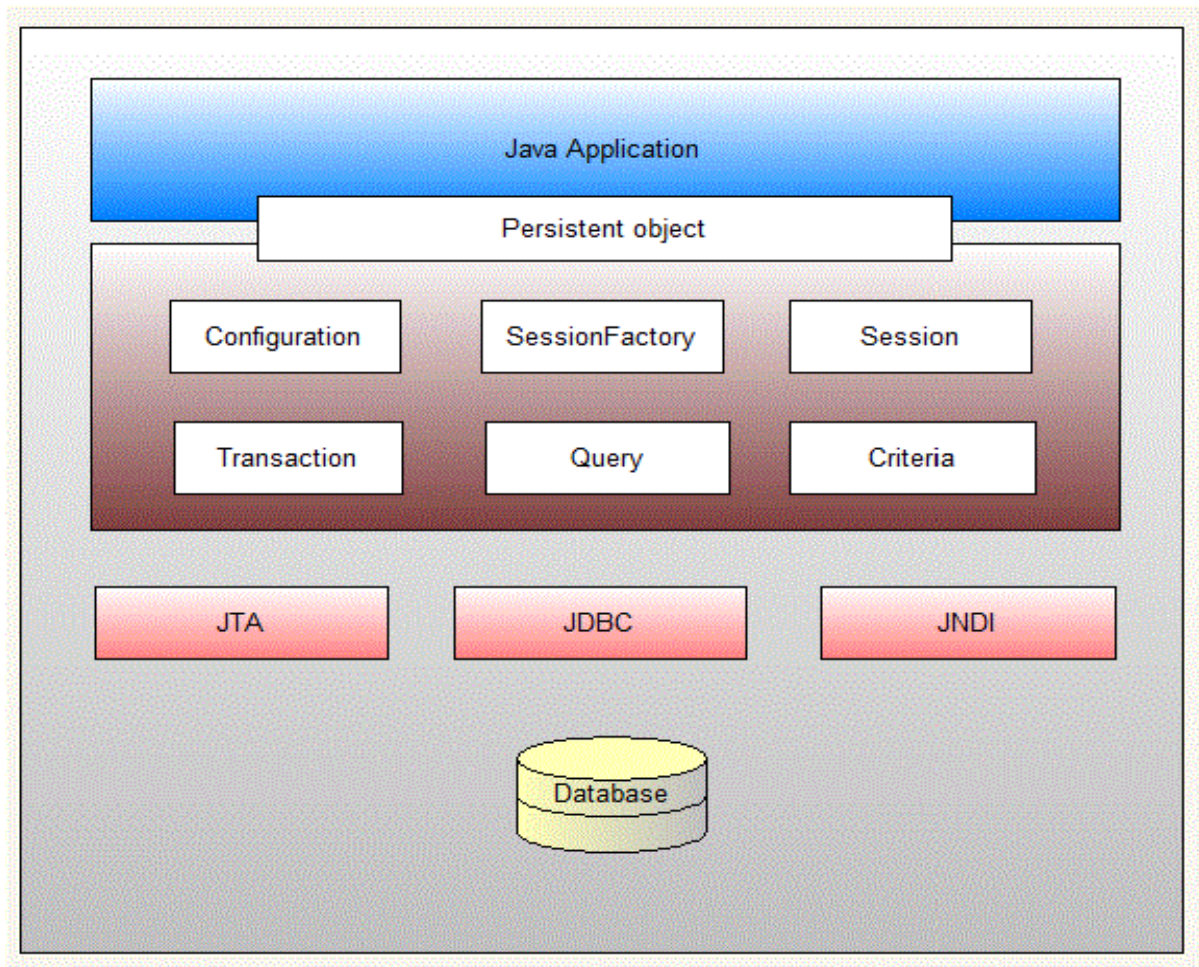 Java Application
Persistent object
Configuration
SessionFactory
Session
Transaction
Query
Criteria
JTA
JDBC
JNDI
Database